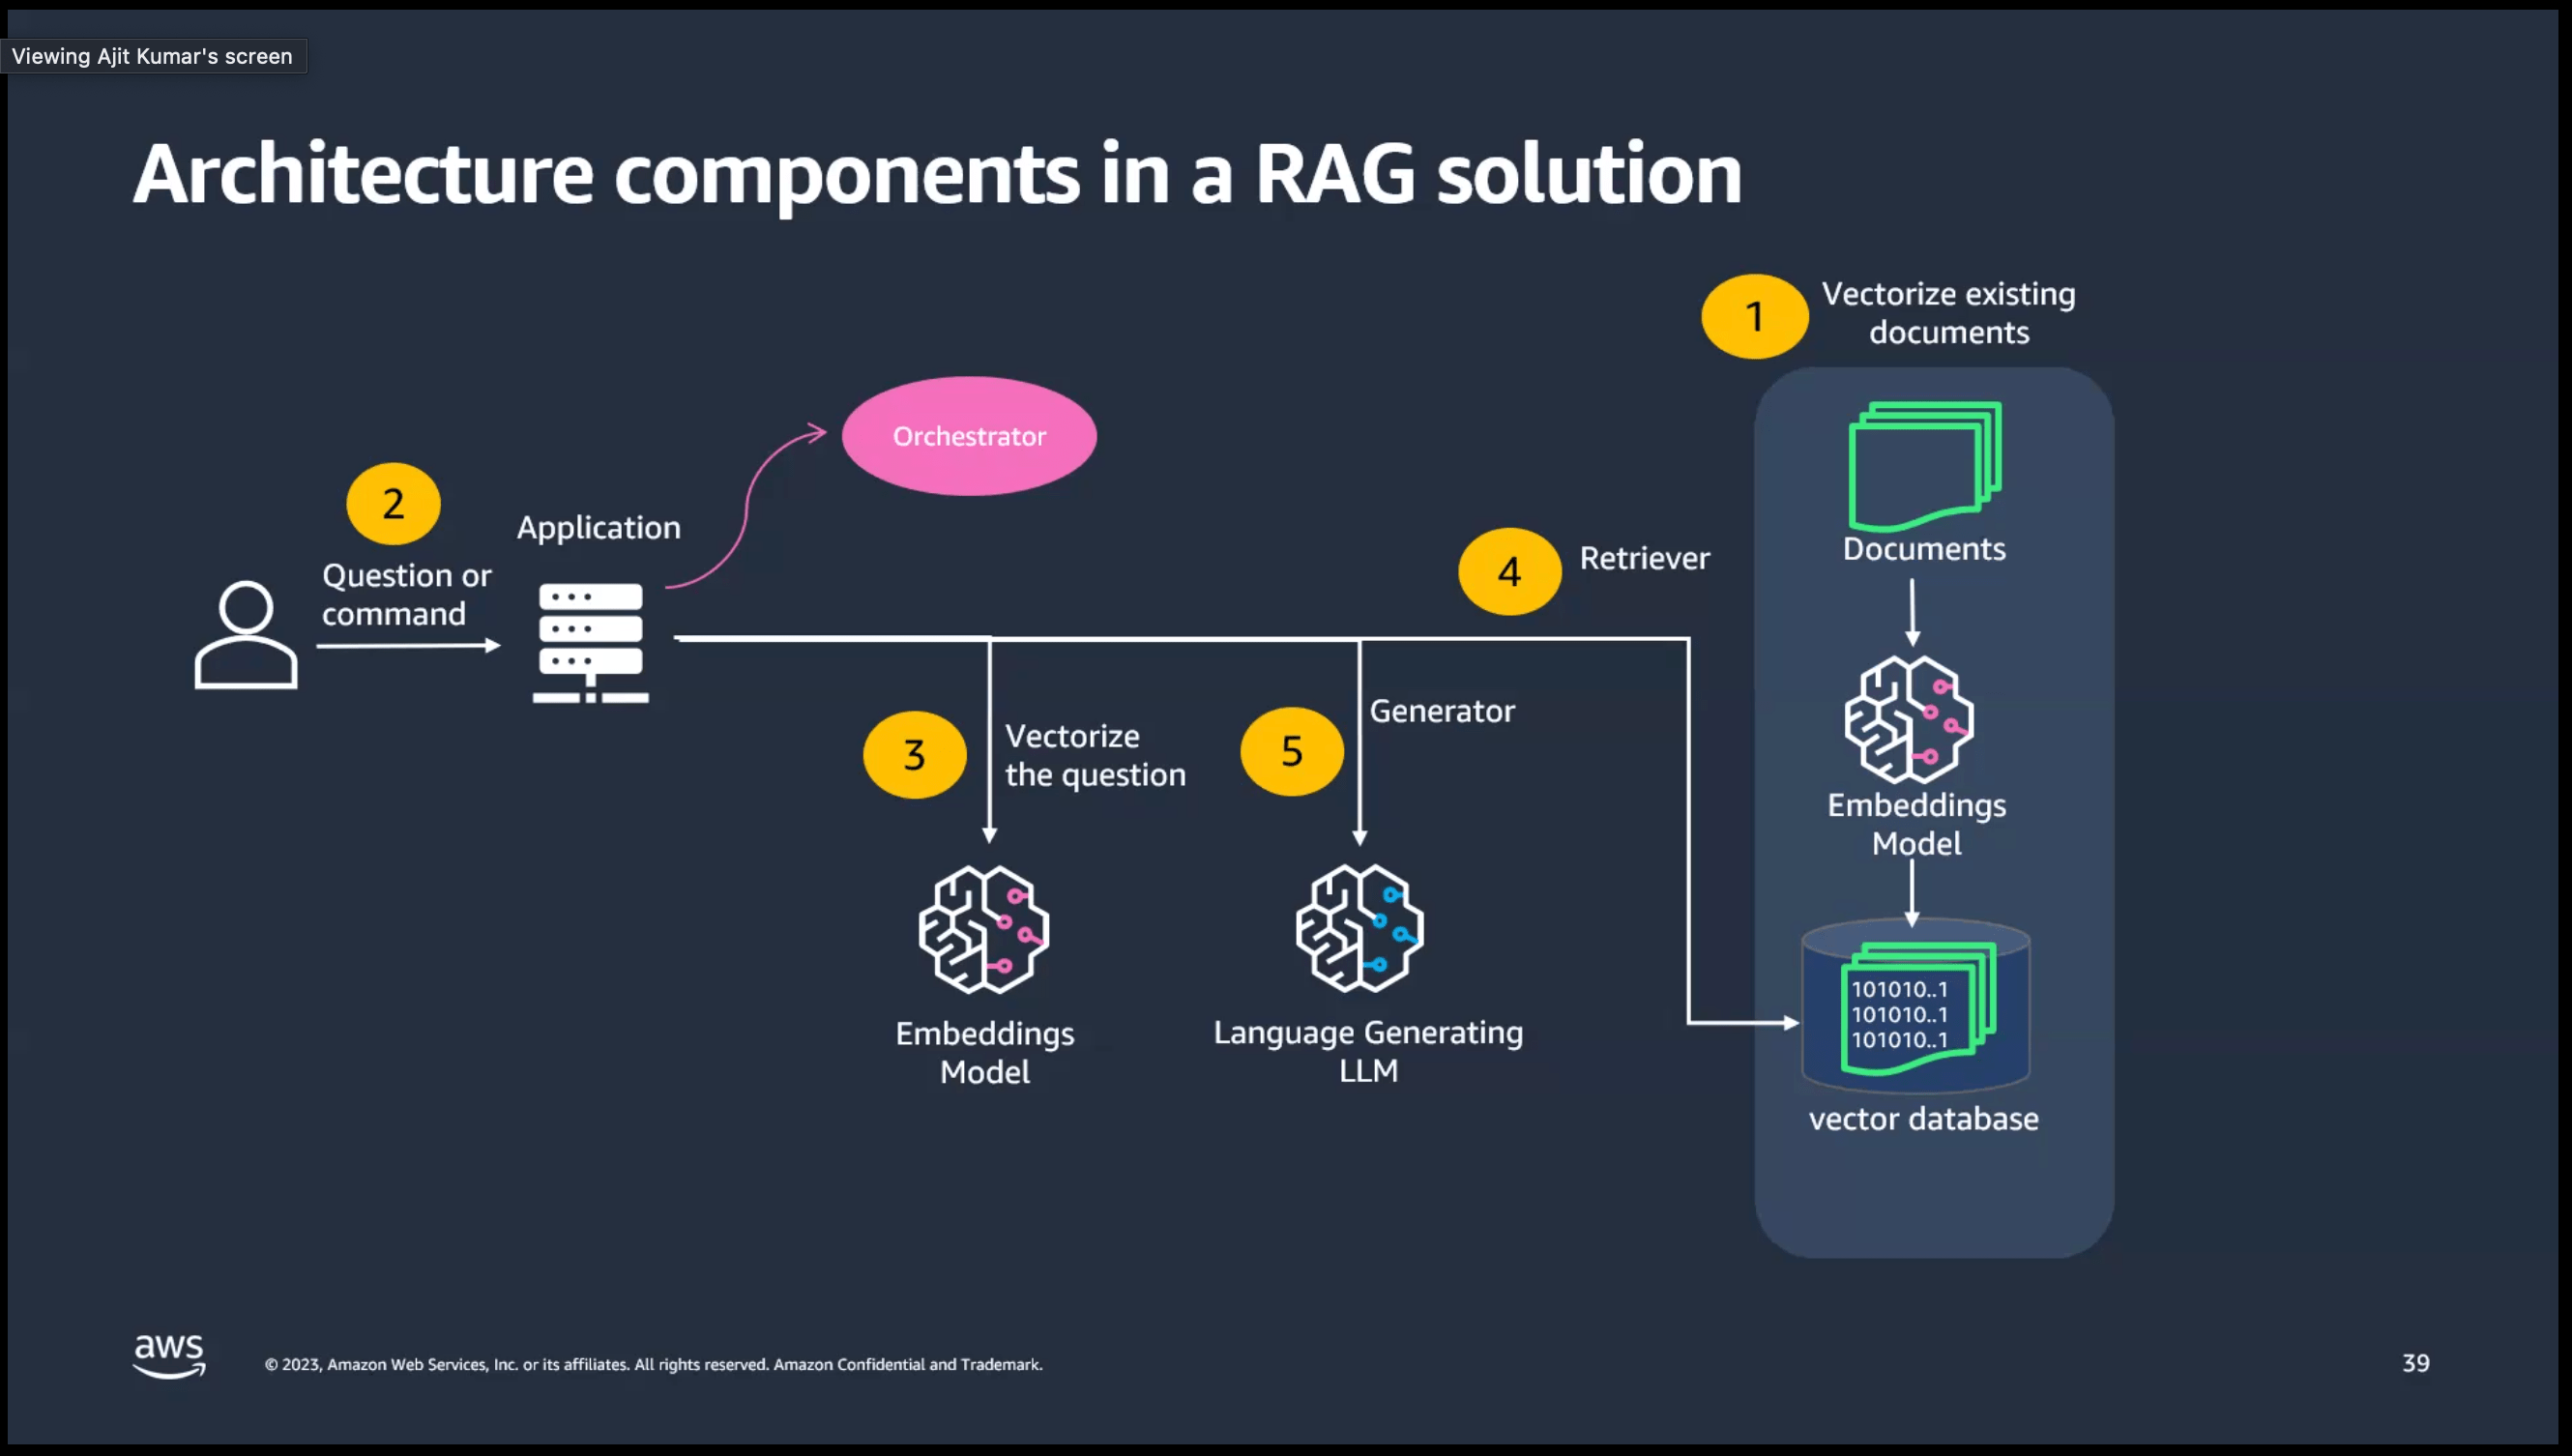 Viewing Ajit Kumar's screen
Architecture components in a RAG solution
1
Vectorize existing
documents
Orchestrator
2
Application
Question or
command
4
Retriever
Documents
3
Vectorize
the question
5
Generator
Embeddings
Model
Embeddings
Model
Language Generating
LLM
101010..1
101010..1
101010..1
vector database
aws
© 2023, Amazon Web Services, Inc. or its affiliates. All rights reserved. Amazon Confidential and Trademark.
39